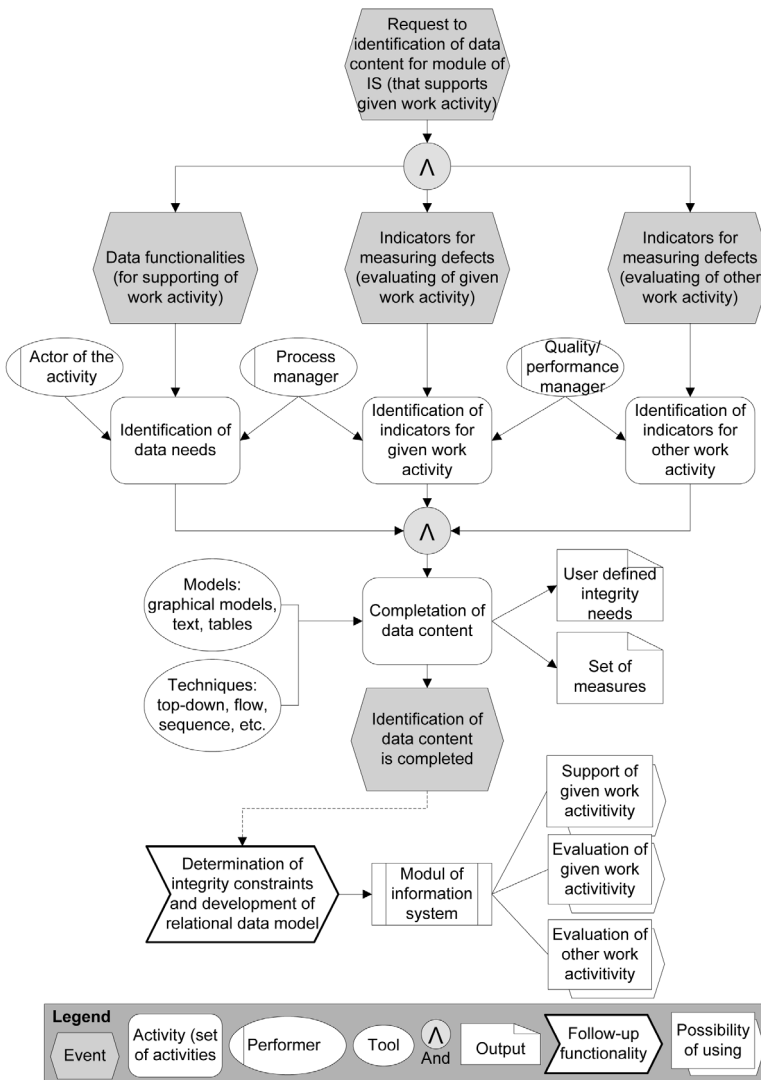 Request to
identification of data
content for module of
IS (that supports
given work activity)
Λ
Data functionalities
(for supporting of
work activity)
Indicators for
measuring defects
(evaluating of given
work activity)
Indicators for
measuring defects
(evaluating of other
work activity)
Actor of the
activity
Process
manager
Quality/
performance
manager
Identification of
data needs
Identification of
indicators for
given work
activity
Identification of
indicators for
other work
activity
Λ
Models:
graphical models,
text, tables
Techniques:
top-down, flow,
sequence, etc.
Completation of
data content
User defined
integrity
needs
Set of
measures
Identification of
data content
is completed
Support of
given work
activitivity
Evaluation of
given work
activitivity
Evaluation of
other work
activitivity
Determination of
integrity constraints
and development of
relational data model
Modul of
information
system
Legend
Event
Activity (set
of activities
Performer
Tool
Λ
And
Output
Follow-up
functionality
Possibility
of using